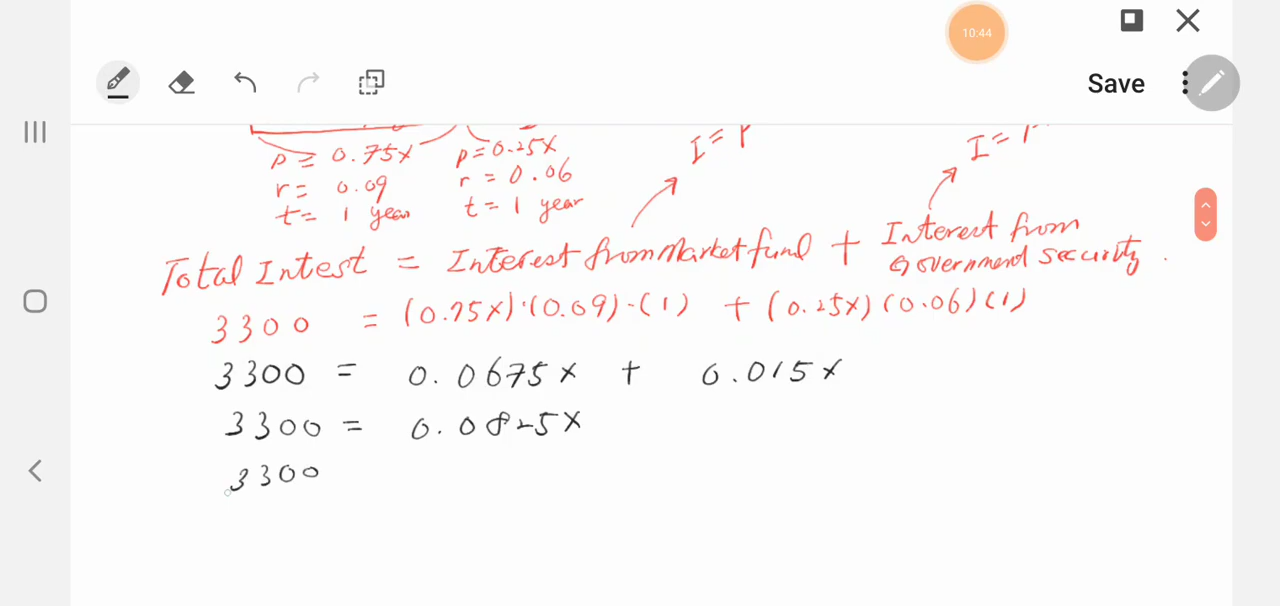 10:44
Save
P = 0.75x P=0.25x I = P
r = 0.09 r = 0.06 I = P
t = 1 year t = 1 year
Total Intest = Interest from Market fund + Interest from
Government security.
3300 = (0.75x)·(0.09)·(1) + (0.25x)(0.06)(1)
3300 = 0.0675x + 0.015x
3300 = 0.0825x
3300